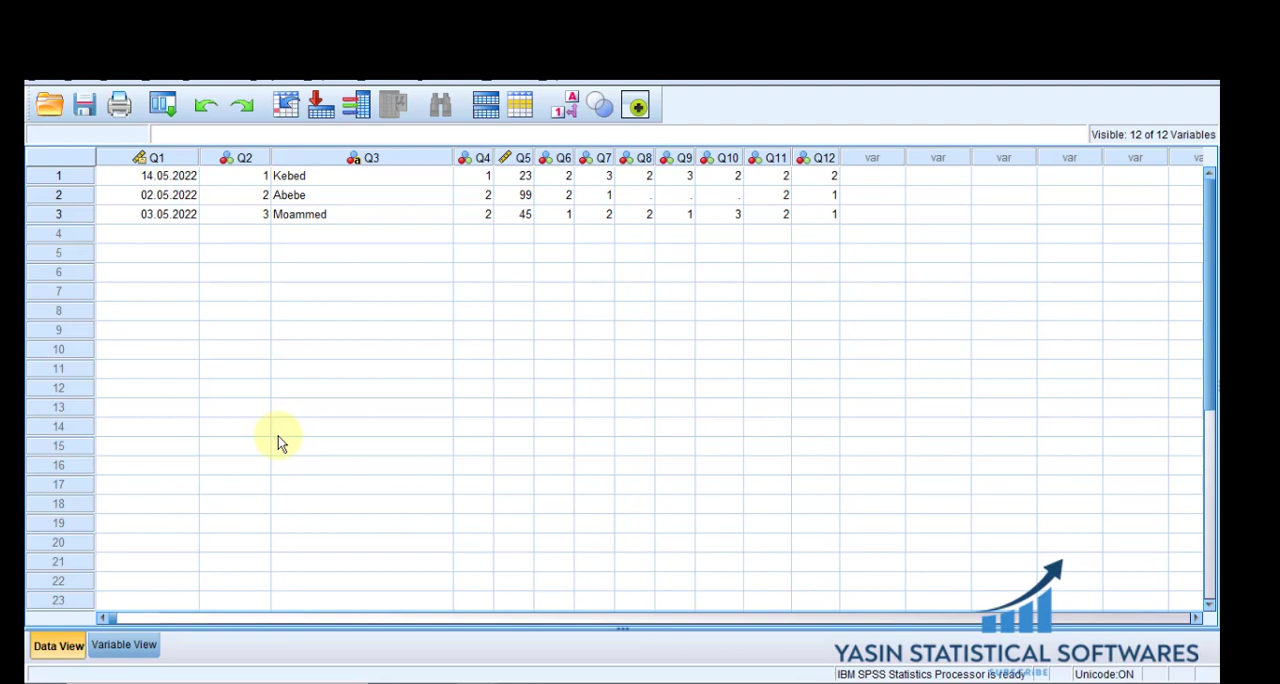 Visible: 12 of 12 Variables
Q1 Q2 Q3 Q4 Q5 Q6 Q7 Q8 Q9 Q10 Q11 Q12 var var var var var va
1 14.05.2022 1 Kebed 1 23 2 3 2 3 2 2 2
2 02.05.2022 2 Abebe 2 99 2 1 . . . 2 1
3 03.05.2022 3 Moammed 2 45 1 2 2 1 3 2 1
4
5
6
7
8
9
10
11
12
13
14
15
16
17
18
19
20
21
22
23
Data View Variable View
YASIN STATISTICAL SOFTWARES
SUBSCRIBE
IBM SPSS Statistics Processor is ready Unicode:ON